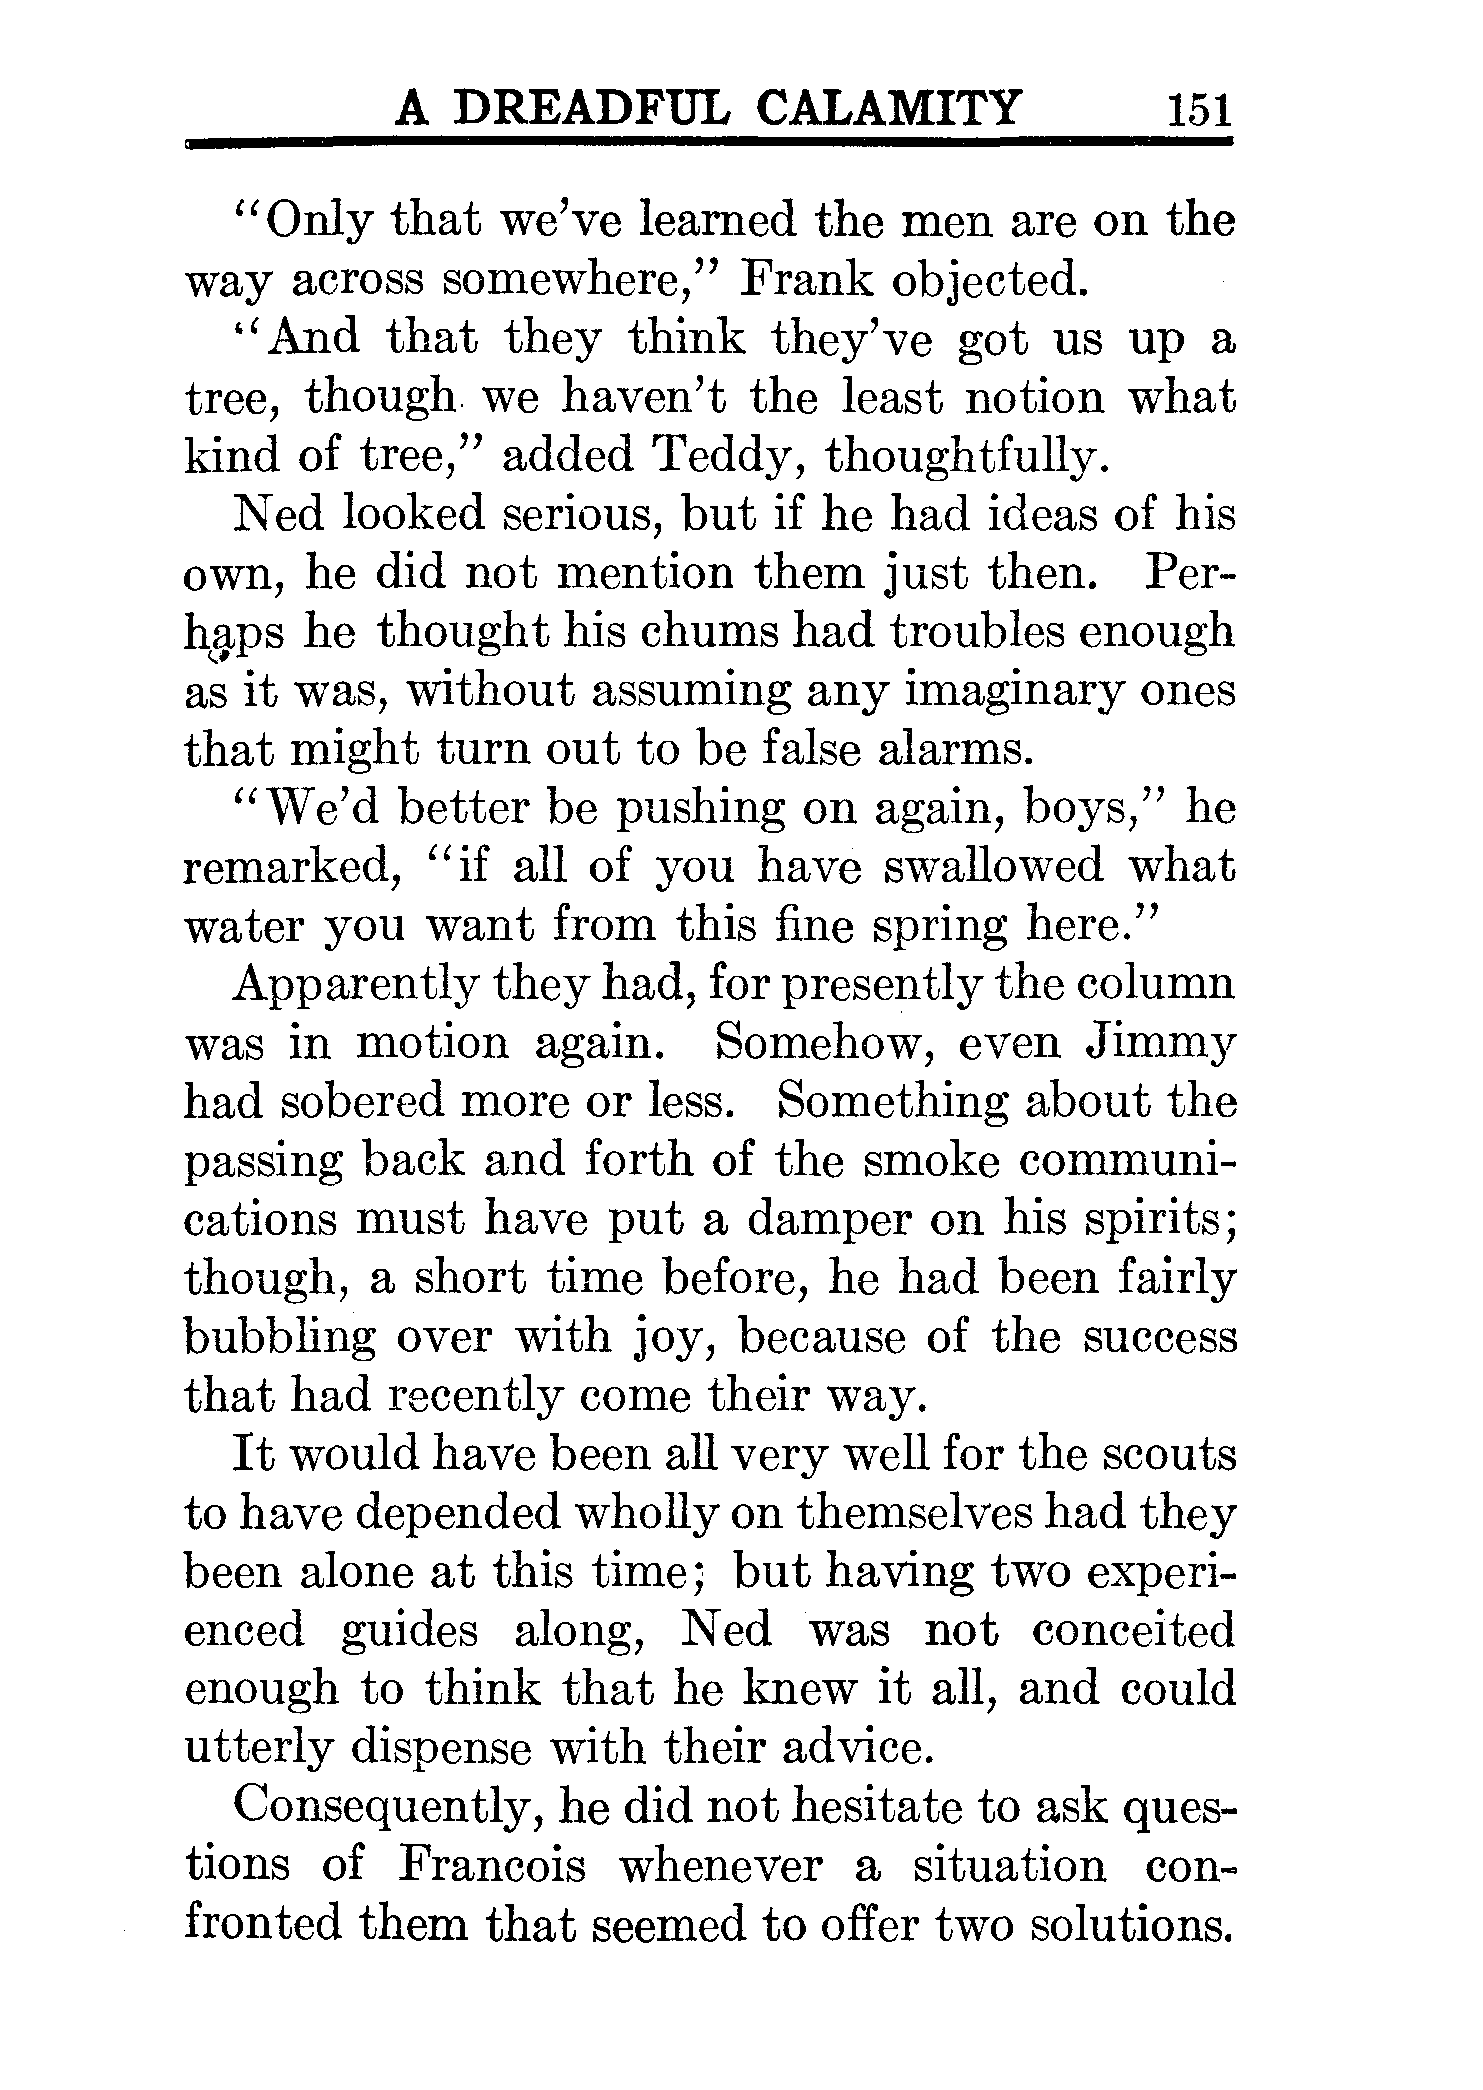 A DREADFUL CALAMITY 151
"Only that we've learned the men are on the
way across somewhere," Frank objected.
"And that they think they've got us up a
tree, though we haven't the least notion what
kind of tree," added Teddy, thoughtfully.
Ned looked serious, but if he had ideas of his
own, he did not mention them just then. Per-
haps he thought his chums had troubles enough
as it was, without assuming any imaginary ones
that might turn out to be false alarms.
"We'd better be pushing on again, boys," he
remarked, "if all of you have swallowed what
water you want from this fine spring here."
Apparently they had, for presently the column
was in motion again. Somehow, even Jimmy
had sobered more or less. Something about the
passing back and forth of the smoke communi-
cations must have put a damper on his spirits;
though, a short time before, he had been fairly
bubbling over with joy, because of the success
that had recently come their way.
It would have been all very well for the scouts
to have depended wholly on themselves had they
been alone at this time; but having two experi-
enced guides along, Ned was not conceited
enough to think that he knew it all, and could
utterly dispense with their advice.
Consequently, he did not hesitate to ask ques-
tions of Francois whenever a situation con-
fronted them that seemed to offer two solutions.